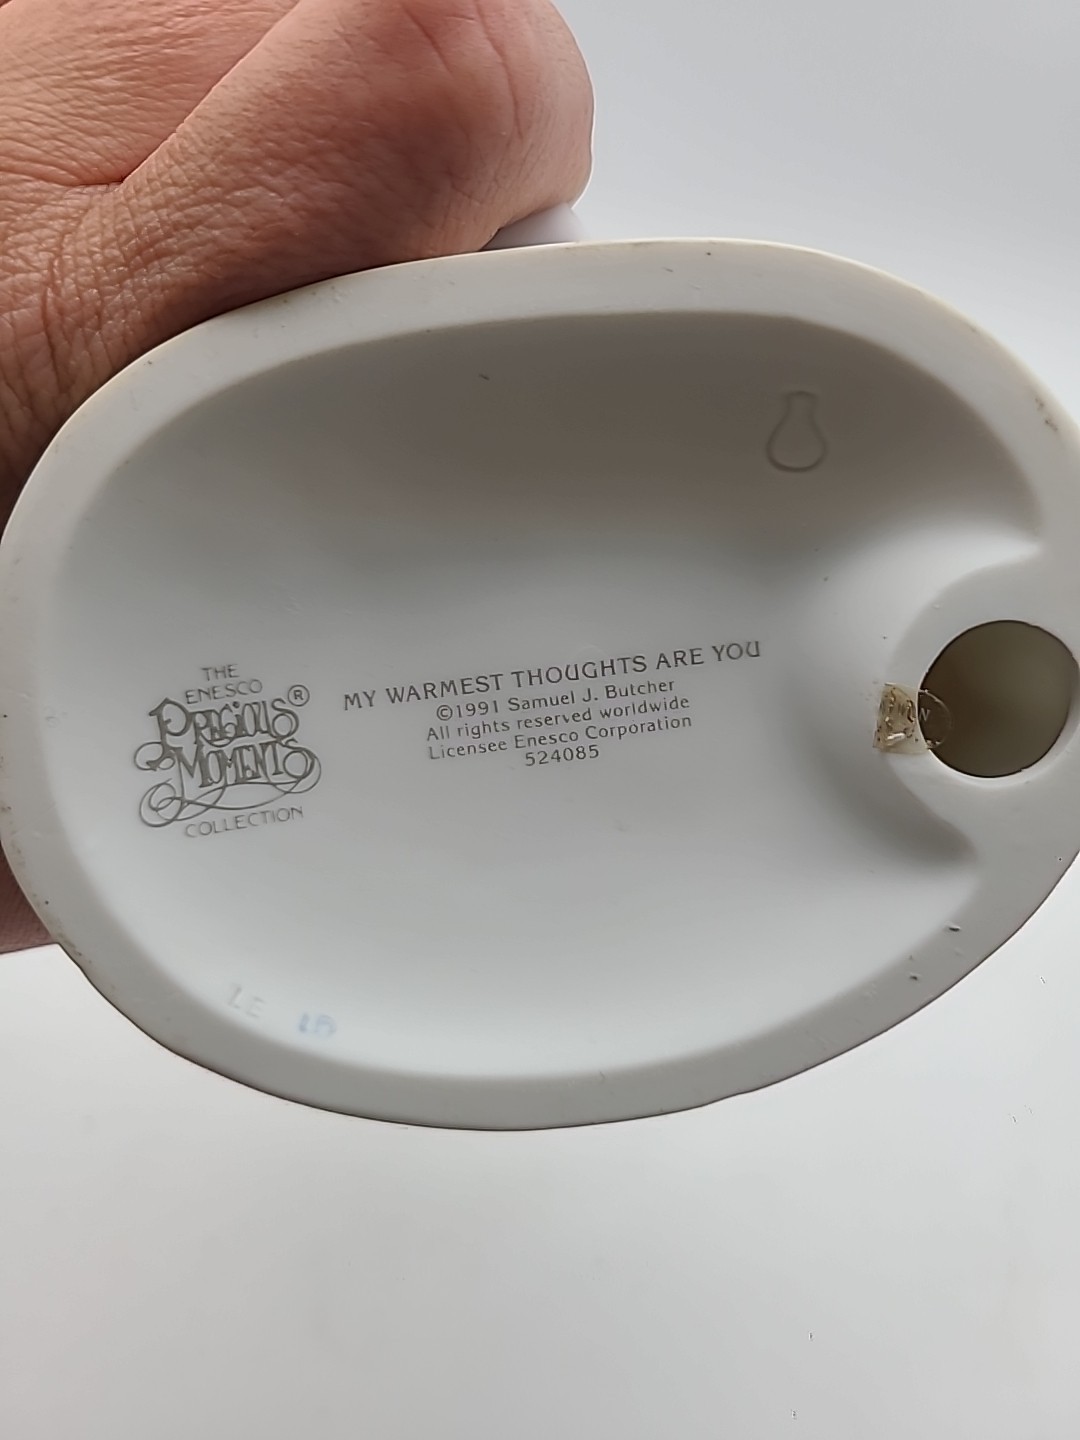 THE
ENESCO
PRECIOUS ®
MOMENTS
COLLECTION
MY WARMEST THOUGHTS ARE YOU
©1991 Samuel J. Butcher
All rights reserved worldwide
Licensee Enesco Corporation
524085